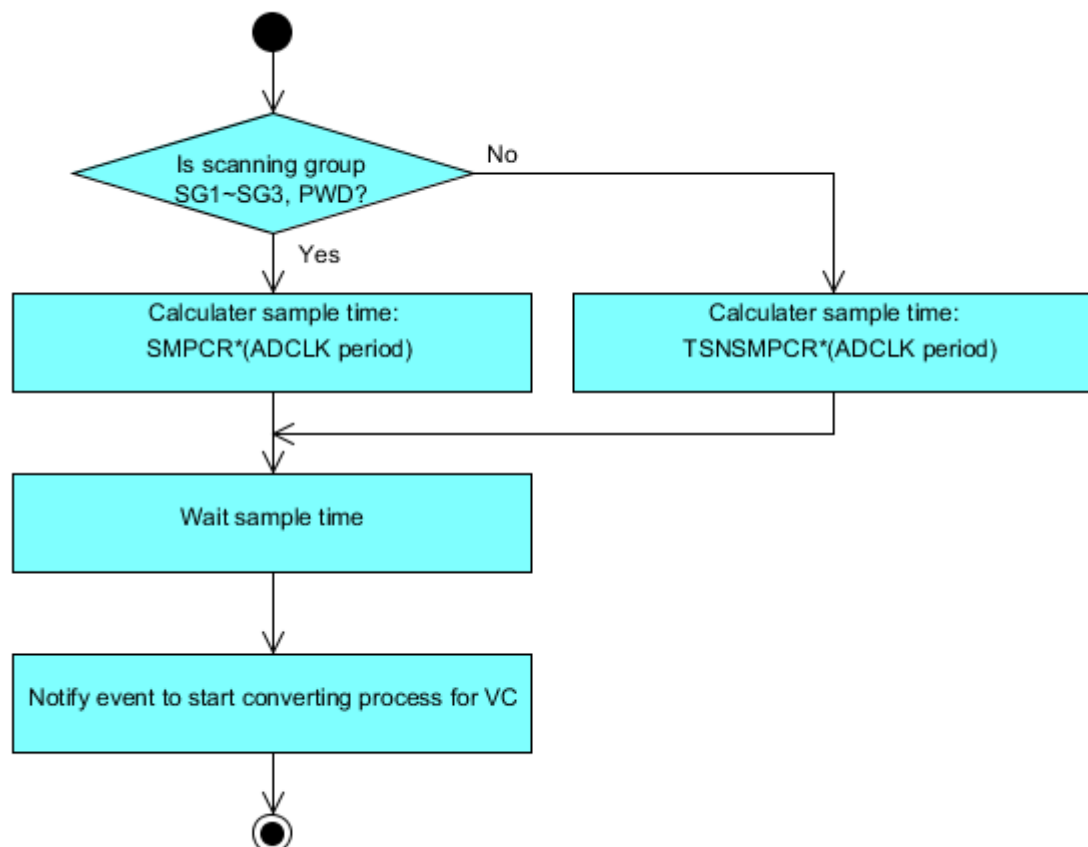 Is scanning group
SG1~SG3, PWD?
No
Yes
Calculater sample time:
SMPCR*(ADCLK period)
Calculater sample time:
TSNSMPCR*(ADCLK period)
Wait sample time
Notify event to start converting process for VC